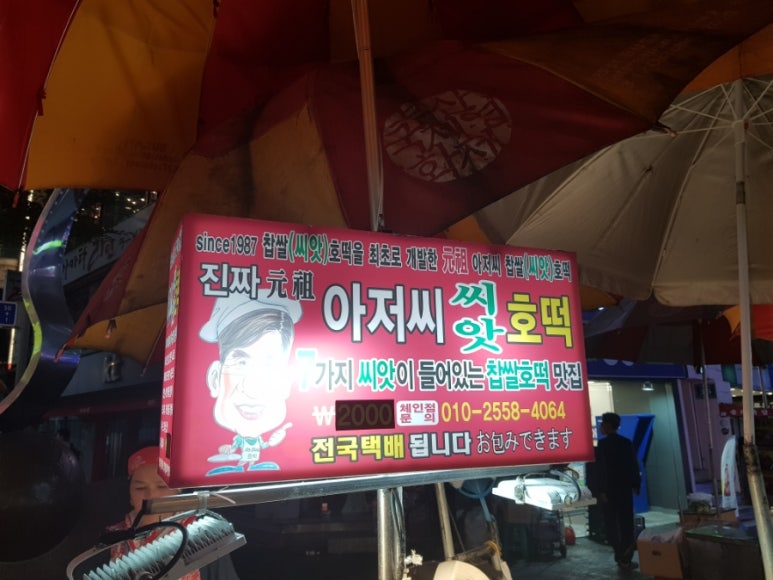 since1987 찹쌀(씨앗)호떡을 최초로 개발한 元祖 아저씨 찹쌀(씨앗)호떡
진짜 元祖 아저씨 씨앗호떡
7가지 씨앗이 들어있는 찹쌀호떡 맛집
₩2000 체인점문의 010-2558-4064
전국택배 됩니다 お包みできます